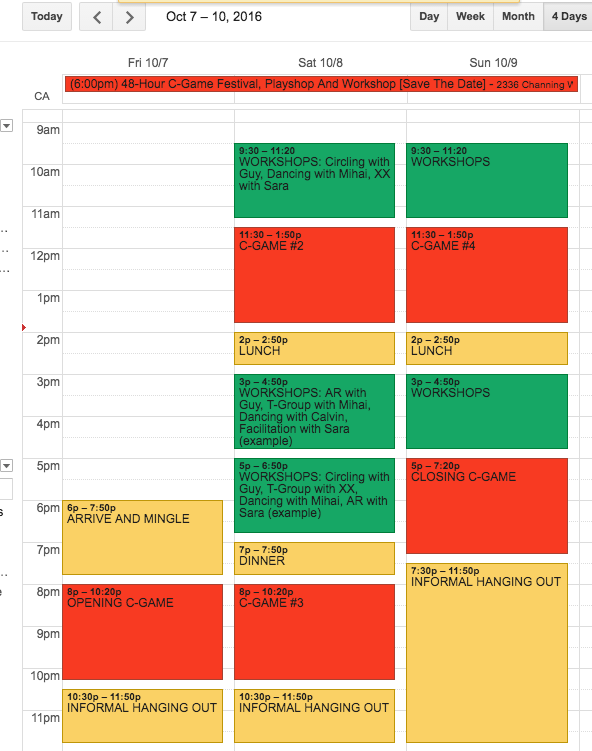 Today
Oct 7 – 10, 2016
Day
Week
Month
4 Days
Fri 10/7
Sat 10/8
Sun 10/9
CA
(6:00pm) 48-Hour C-Game Festival, Playshop And Workshop [Save The Date] - 2336 Channing
9am
10am
11am
12pm
1pm
2pm
3pm
4pm
5pm
6pm
7pm
8pm
9pm
10pm
11pm
6p – 7:50p
ARRIVE AND MINGLE
8p – 10:20p
OPENING C-GAME
10:30p – 11:50p
INFORMAL HANGING OUT
9:30 – 11:20
WORKSHOPS: Circling with
Guy, Dancing with Mihai, XX
with Sara
11:30 – 1:50p
C-GAME #2
2p – 2:50p
LUNCH
3p – 4:50p
WORKSHOPS: AR with
Guy, T-Group with Mihai,
Dancing with Calvin,
Facilitation with Sara
(example)
5p – 6:50p
WORKSHOPS: Circling with
Guy, T-Group with XX,
Dancing with Mihai, AR with
Sara (example)
7p – 7:50p
DINNER
8p – 10:20p
C-GAME #3
10:30p – 11:50p
INFORMAL HANGING OUT
9:30 – 11:20
WORKSHOPS
11:30 – 1:50p
C-GAME #4
2p – 2:50p
LUNCH
3p – 4:50p
WORKSHOPS
5p – 7:20p
CLOSING C-GAME
7:30p – 11:50p
INFORMAL HANGING OUT